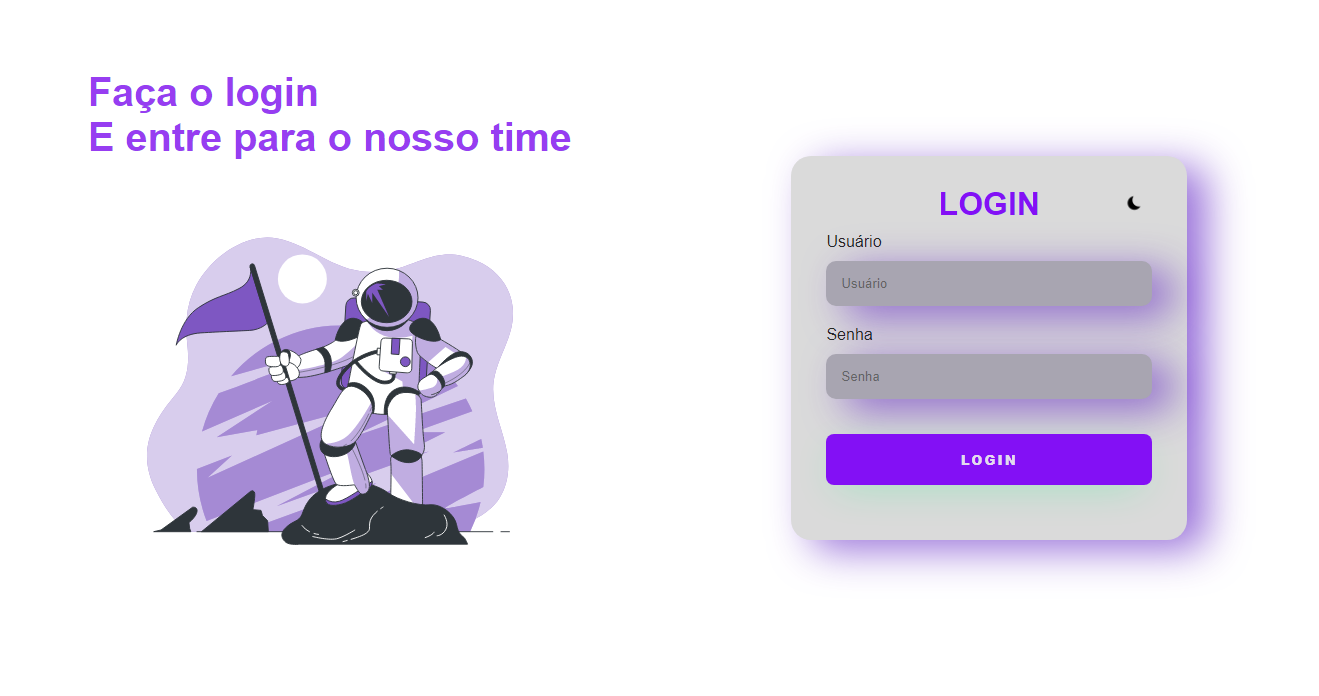 Faça o login
E entre para o nosso time
LOGIN
Usuário
Usuário
Senha
Senha
LOGIN